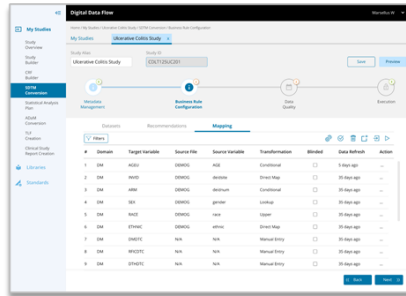 Digital Data Flow
My Studies
Study Overview
Study Builder
CRF Builder
SDTM Conversion
Statistical Analysis Plan
ADaM Conversion
TLF Creation
Clinical Study Report Creation
Libraries
Standards
My Studies Ulcerative Colitis Study
Study Alias Study ID
Ulcerative Colitis Study
Save Preview
Metadata Management
Business Rule Configuration
Data Quality
Execution
Datasets Recommendations Mapping
Filters
# Domain Target Variable Source File Source Variable Transformation Blinded Data Refresh Action
1 DM AGEU DEMOG AGE Conditional 5 days ago ...
2 DM DEMOG Direct Map 35 days ago ...
3 DM ARM DEMOG Conditional 35 days ago ...
4 DM SEX DEMOG gender Lookup 35 days ago ...
5 DM RACE DEMOG race Upper 35 days ago ...
6 DM ETHNIC DEMOG ethnic Direct Map 35 days ago ...
7 DM N/A N/A Manual Entry 35 days ago ...
8 DM N/A N/A Manual Entry 35 days ago ...
9 DM DTHDTC N/A N/A Manual Entry 35 days ago ...
Back Next